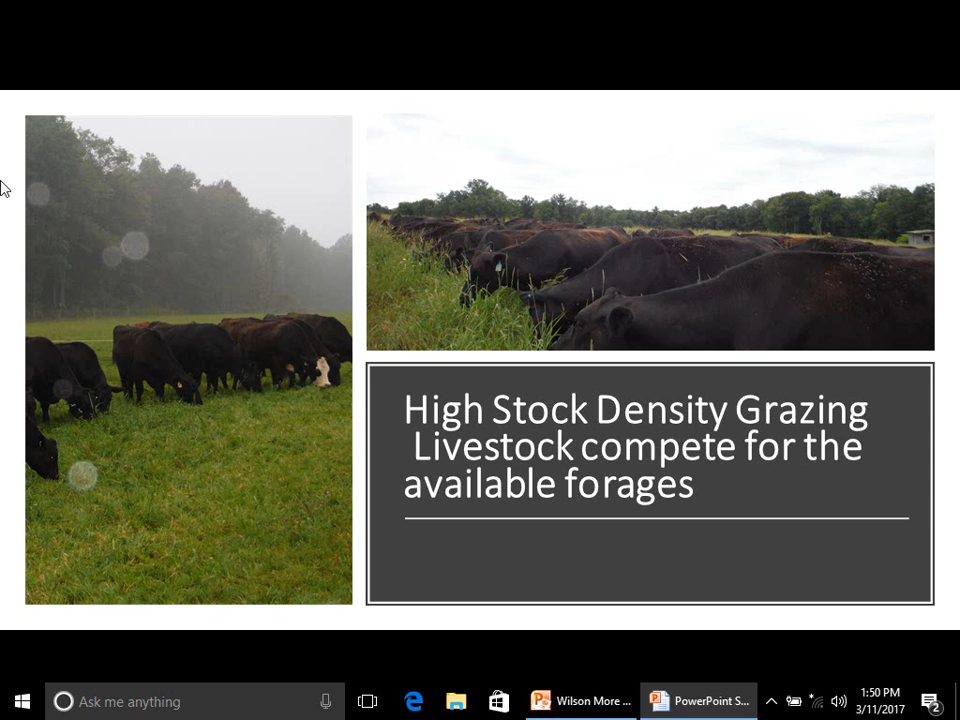 High Stock Density Grazing
Livestock compete for the
available forages
Ask me anything
Wilson More ...
PowerPoint S...
1:50 PM
3/11/2017
2